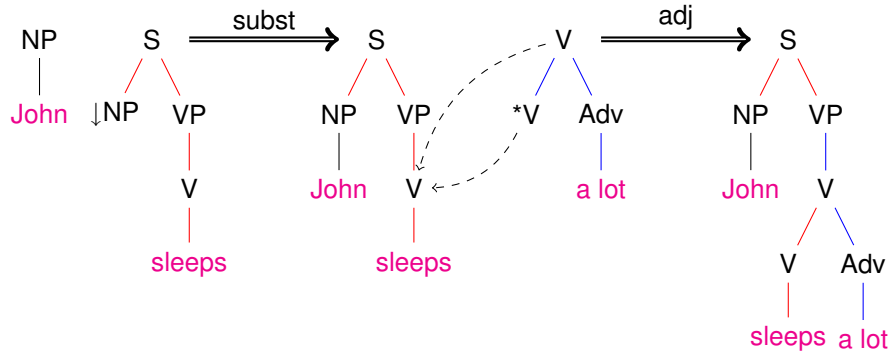 subst
adj
NP S S V S
John ↓NP VP NP VP *V Adv NP VP
V John V a lot John V
sleeps sleeps V Adv
sleeps a lot